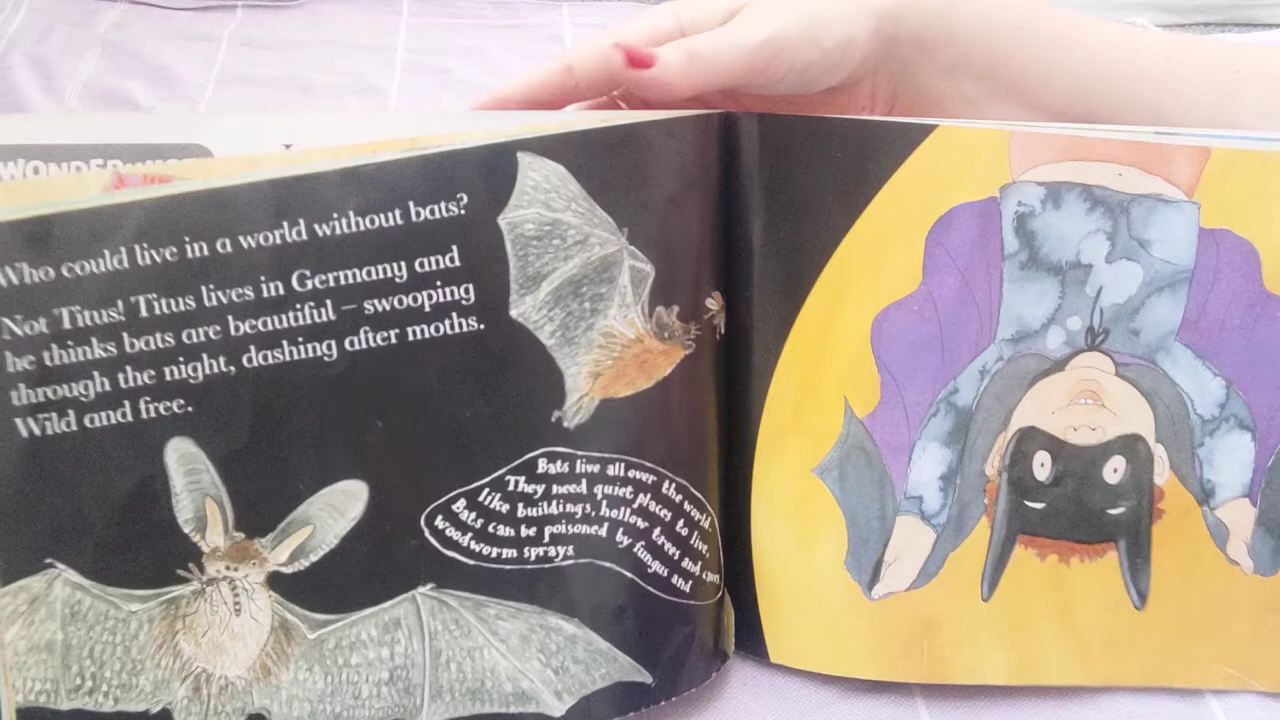 Who could live in a world without bats?
Not Titus! Titus lives in Germany and
he thinks bats are beautiful – swooping
through the night, dashing after moths.
Wild and free.
Bats live all over the world.
They need quiet places to live,
like buildings, hollow trees and
Bats can be poisoned by fungus and
woodworm sprays